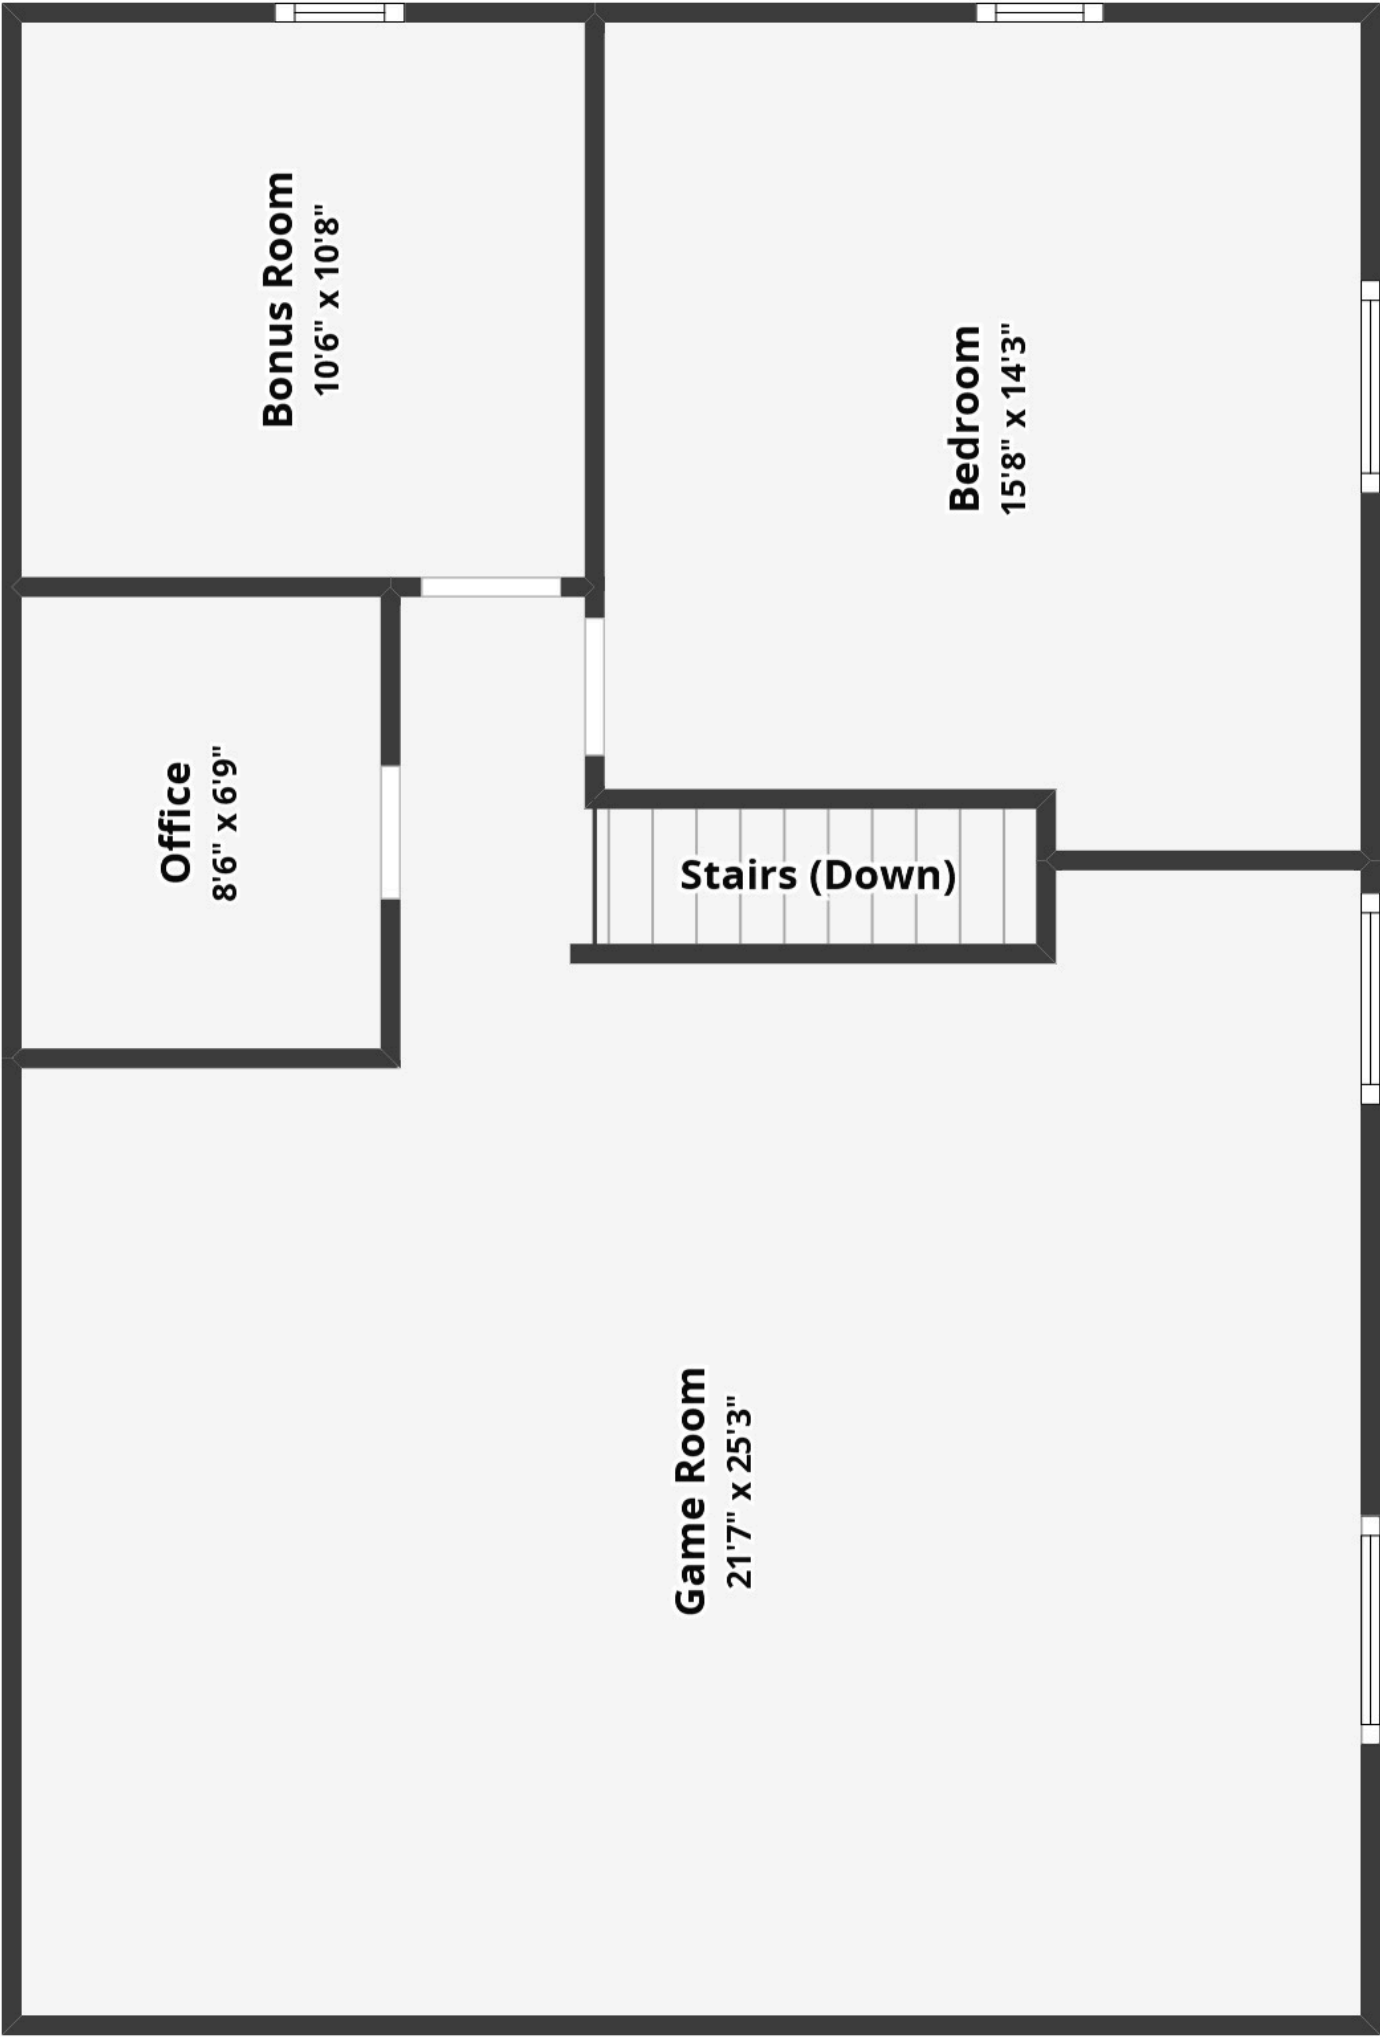 Bonus Room
10'6" x 10'8"
Bedroom
15'8" x 14'3"
Office
8'6" x 6'9"
Stairs (Down)
Game Room
21'7" x 25'3"